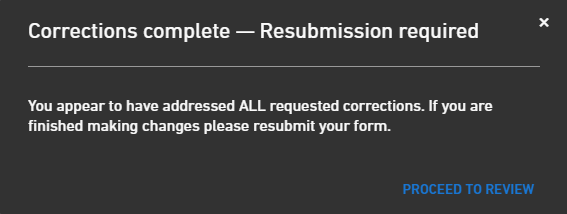 Corrections complete — Resubmission required
×
You appear to have addressed ALL requested corrections. If you are
finished making changes please resubmit your form.
PROCEED TO REVIEW